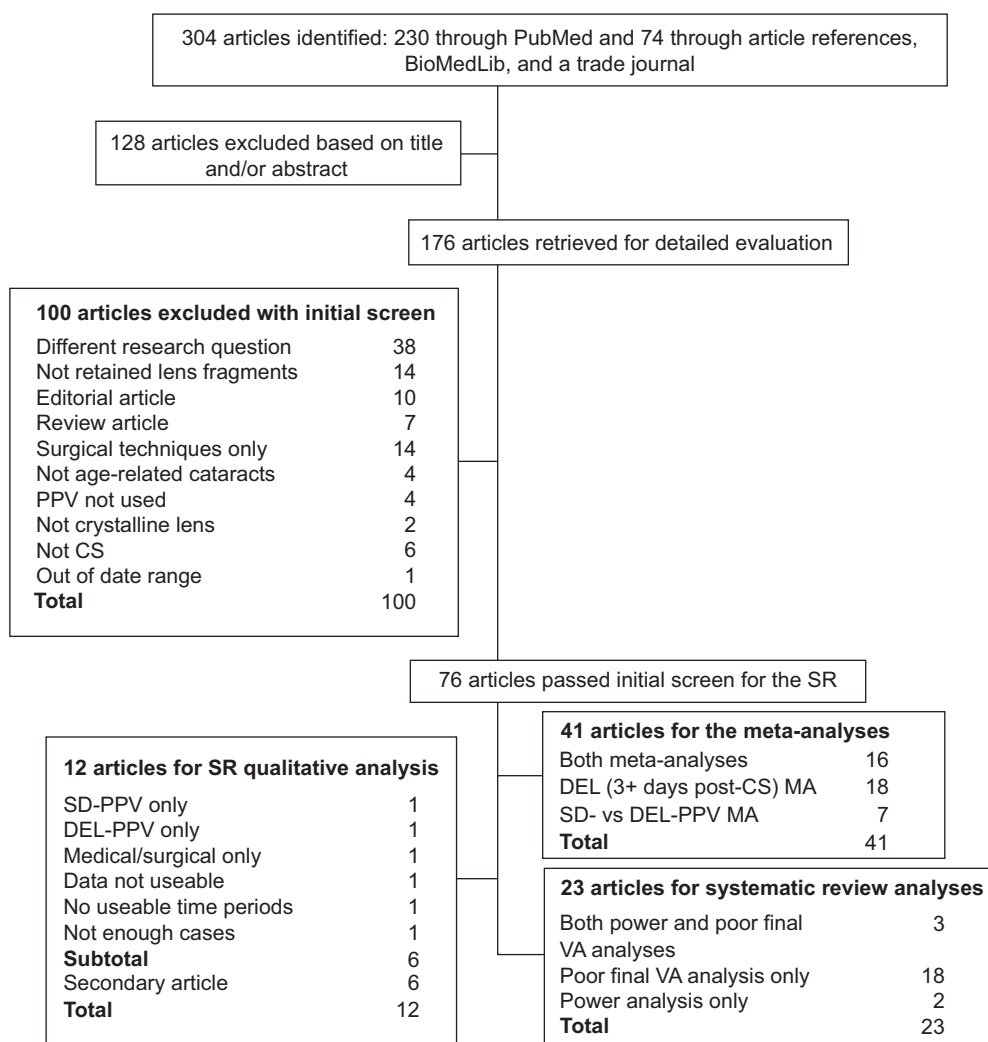 304 articles identified: 230 through PubMed and 74 through article references,
BioMedLib, and a trade journal
128 articles excluded based on title
and/or abstract
176 articles retrieved for detailed evaluation
100 articles excluded with initial screen
Different research question 38
Not retained lens fragments 14
Editorial article 10
Review article 7
Surgical techniques only 14
Not age-related cataracts 4
PPV not used 4
Not crystalline lens 2
Not CS 6
Out of date range 1
Total 100
76 articles passed initial screen for the SR
41 articles for the meta-analyses
Both meta-analyses 16
DEL (3+ days post-CS) MA 18
SD- vs DEL-PPV MA 7
Total 41
12 articles for SR qualitative analysis
SD-PPV only 1
DEL-PPV only 1
Medical/surgical only 1
Data not useable 1
No useable time periods 1
Not enough cases 1
Subtotal 6
Secondary article 6
Total 12
23 articles for systematic review analyses
Both power and poor final 3
VA analyses
Poor final VA analysis only 18
Power analysis only 2
Total 23